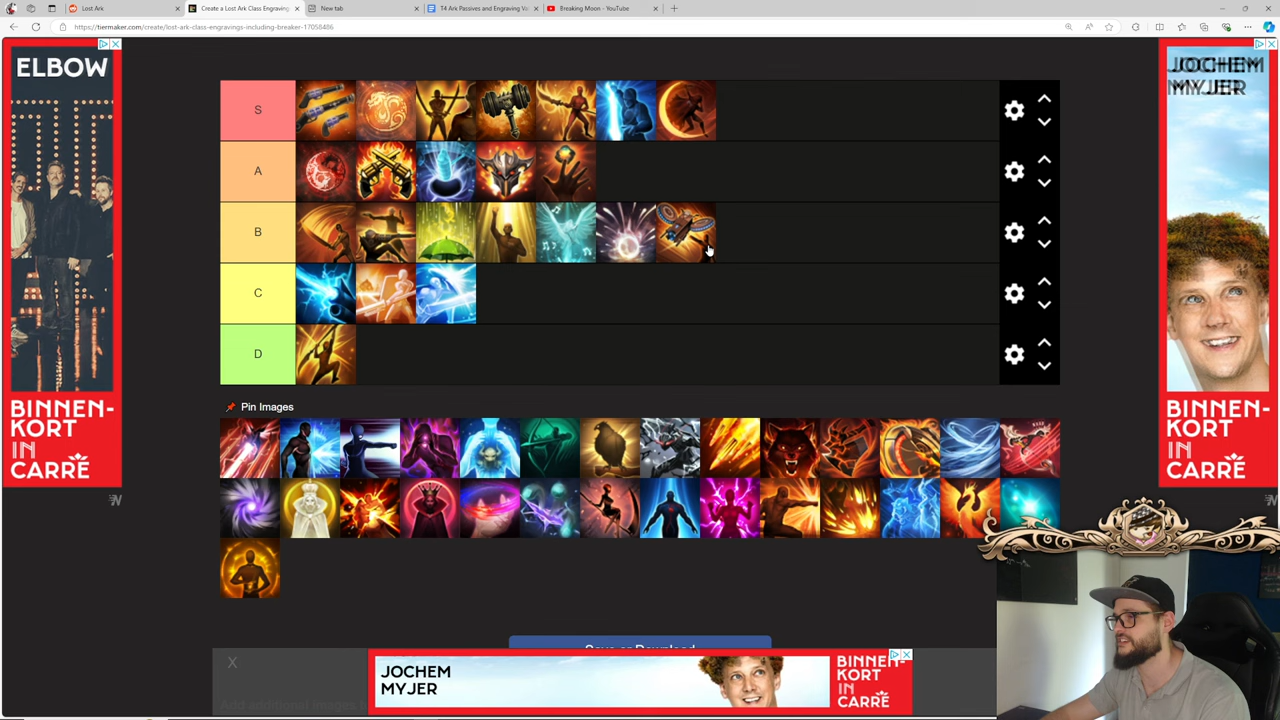 Lost Ark
Create a Lost Ark Class Engraving
New tab
T4 Ark Passives and Engraving Va
Breaking Moon - YouTube
https://tiermaker.com/create/lost-ark-class-engravings-including-breaker-17058486
ELBOW
BINNEN-
KORT
IN
CARRÉ
S
A
B
C
D
Pin Images
JOCHEM
MYJER
BINNEN-
KORT
IN
CARRÉ
X
JOCHEM
MYJER
BINNEN-
KORT
IN
CARRÉ